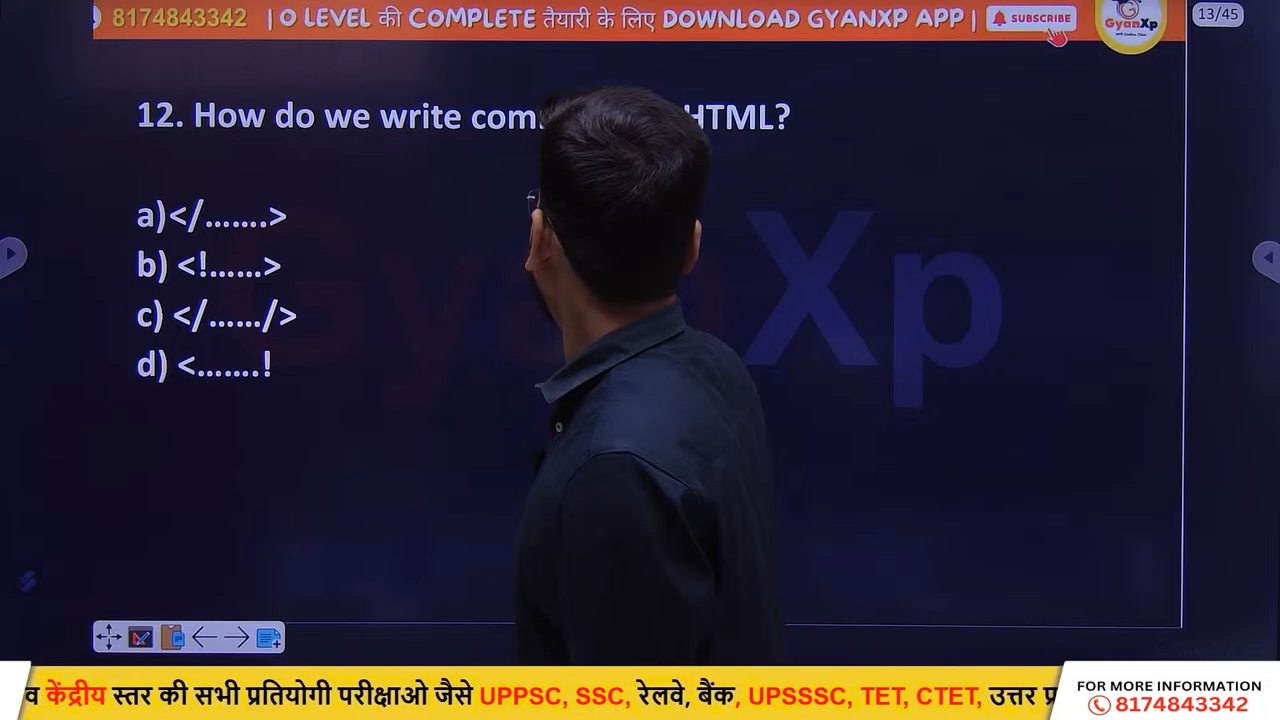 8174843342 | O LEVEL की COMPLETE तैयारी के लिए DOWNLOAD GYANXP APP |
SUBSCRIBE
GyanXp
13/45
12. How do we write HTML?
a)</.......>
b) <!......>
c) </....../>
d) <.......!
Xp
व केंद्रीय स्तर की सभी प्रतियोगी परीक्षाओ जैसे UPPSC, SSC, रेलवे, बैंक, UPSSSC, TET, CTET, उत्तर
FOR MORE INFORMATION
8174843342